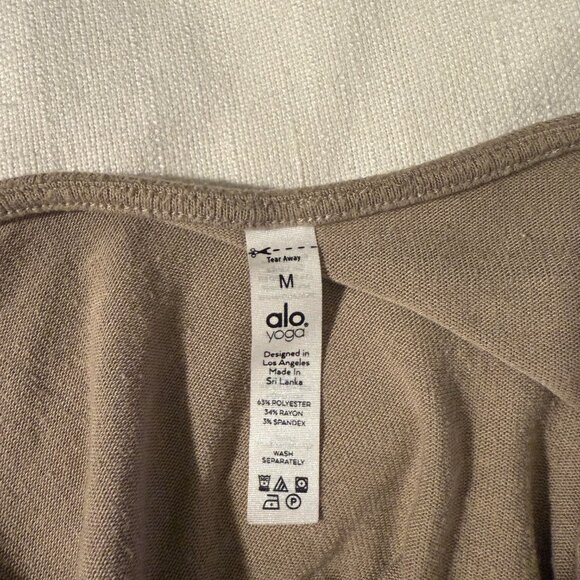 Tear Away
M
alo.
yoga
Designed in
Los Angeles
Made In
Sri Lanka
63% POLYESTER
34% RAYON
3% SPANDEX
WASH
SEPARATELY
P